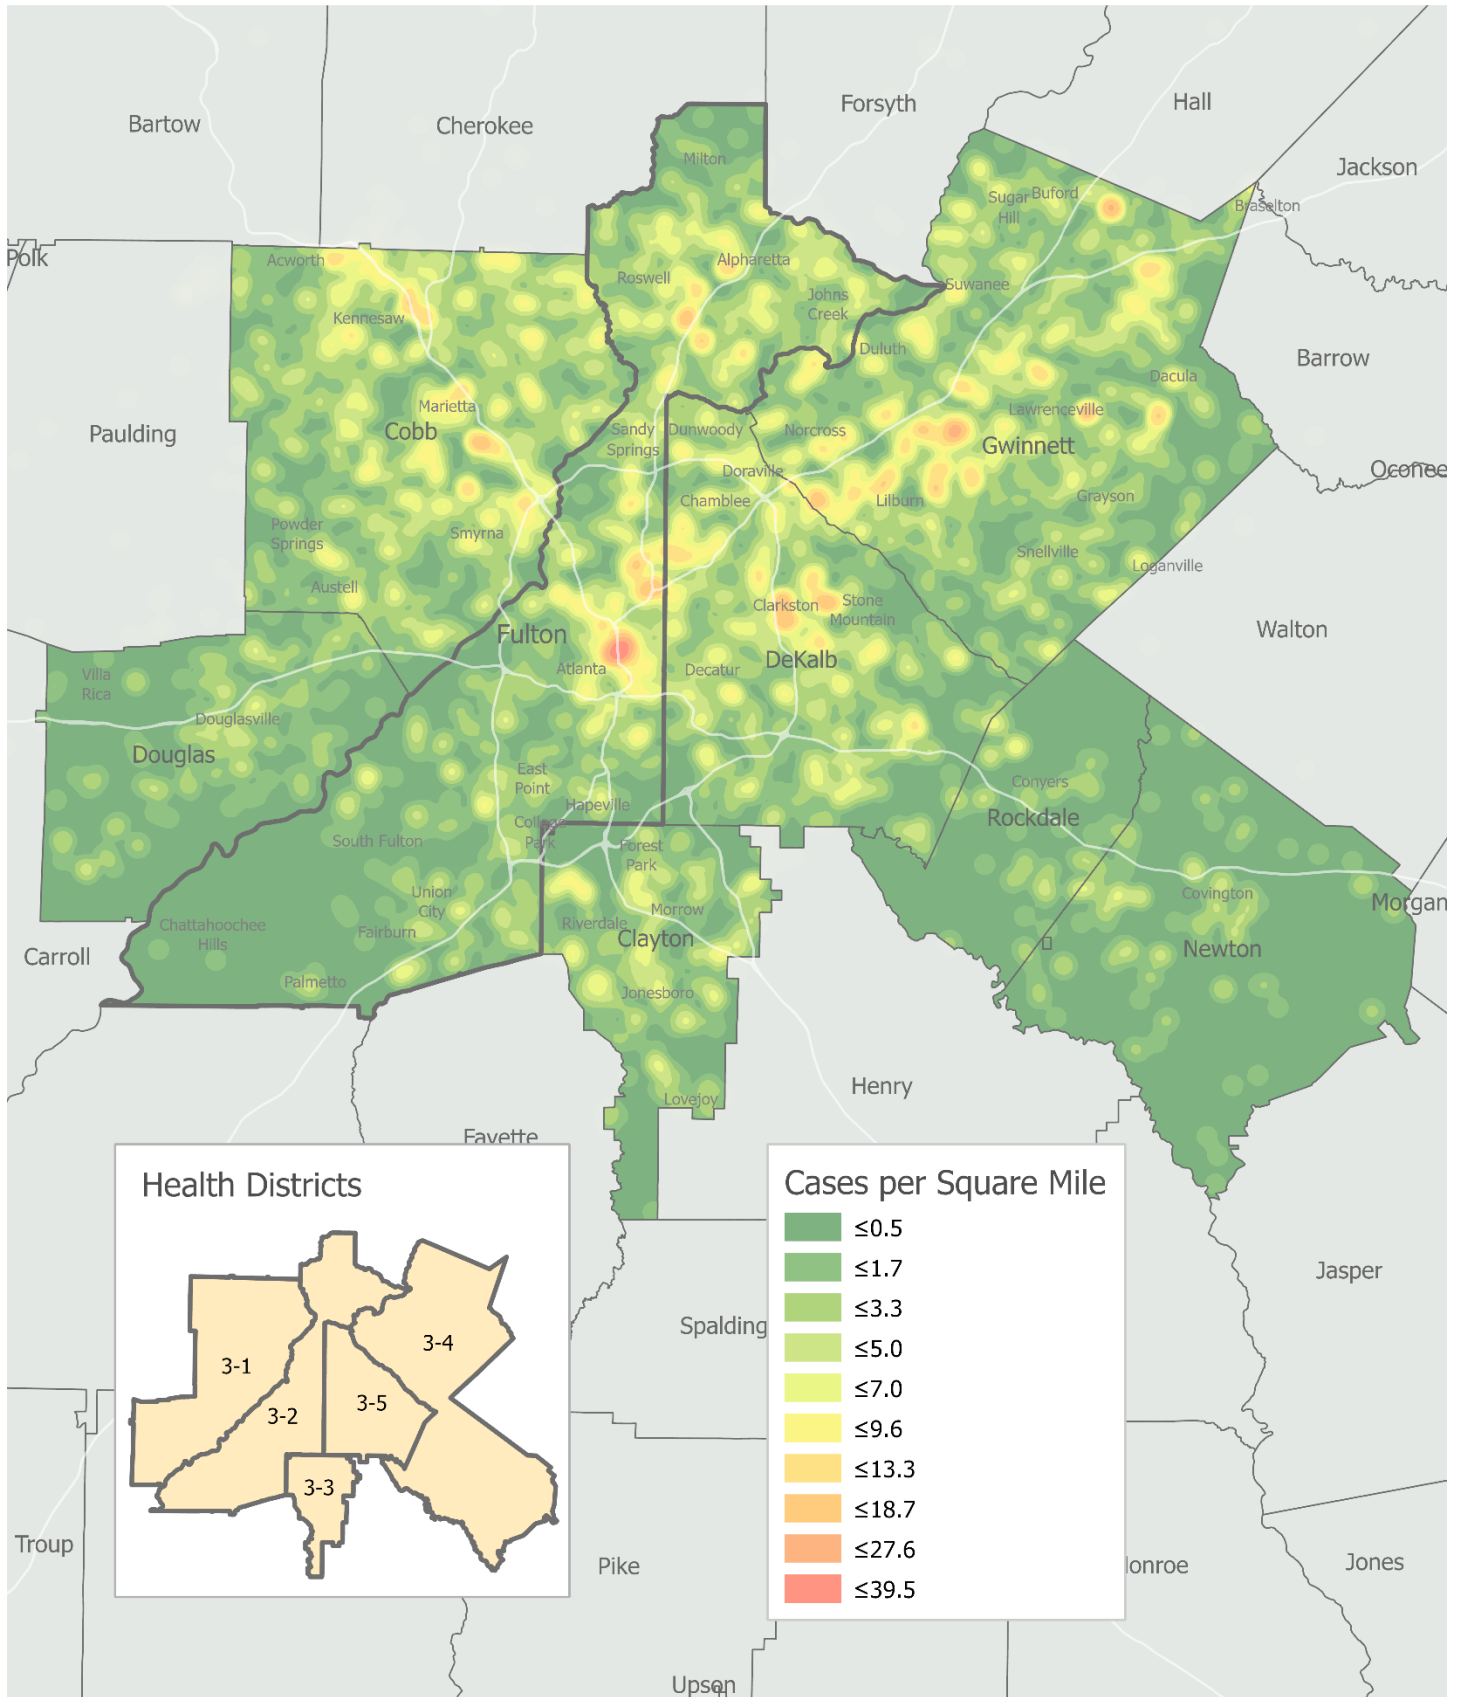 Forsyth
Hall
Bartow
Cherokee
Milton
Jackson
Sugar
Hill
Buford
Braselton
Polk
Acworth
Alpharetta
Roswell
Suwanee
Johns
Creek
Kennesaw
Duluth
Barrow
Dacula
Marietta
Lawrenceville
Paulding
Cobb
Sandy
Springs
Dunwoody
Norcross
Gwinnett
Doraville
Oconee
Chamblee
Lilburn
Grayson
Powder
Springs
Smyrna
Snellville
Loganville
Austell
Clarkston
Stone
Mountain
Fulton
Walton
Atlanta
Decatur
DeKalb
Villa
Rica
Douglasville
Douglas
East
Point
Conyers
Hapeville
Rockdale
College
Park
South Fulton
Forest
Park
Union
City
Covington
Morgan
Chattahoochee
Hills
Fairburn
Riverdale
Morrow
Clayton
Newton
Carroll
Palmetto
Jonesboro
Henry
Lovejoy
Fayette
Health Districts
3-1
3-2
3-3
3-4
3-5
Cases per Square Mile
≤0.5
≤1.7
≤3.3
≤5.0
≤7.0
≤9.6
≤13.3
≤18.7
≤27.6
≤39.5
Jasper
Spalding
Troup
Pike
onroe
Jones
Upson